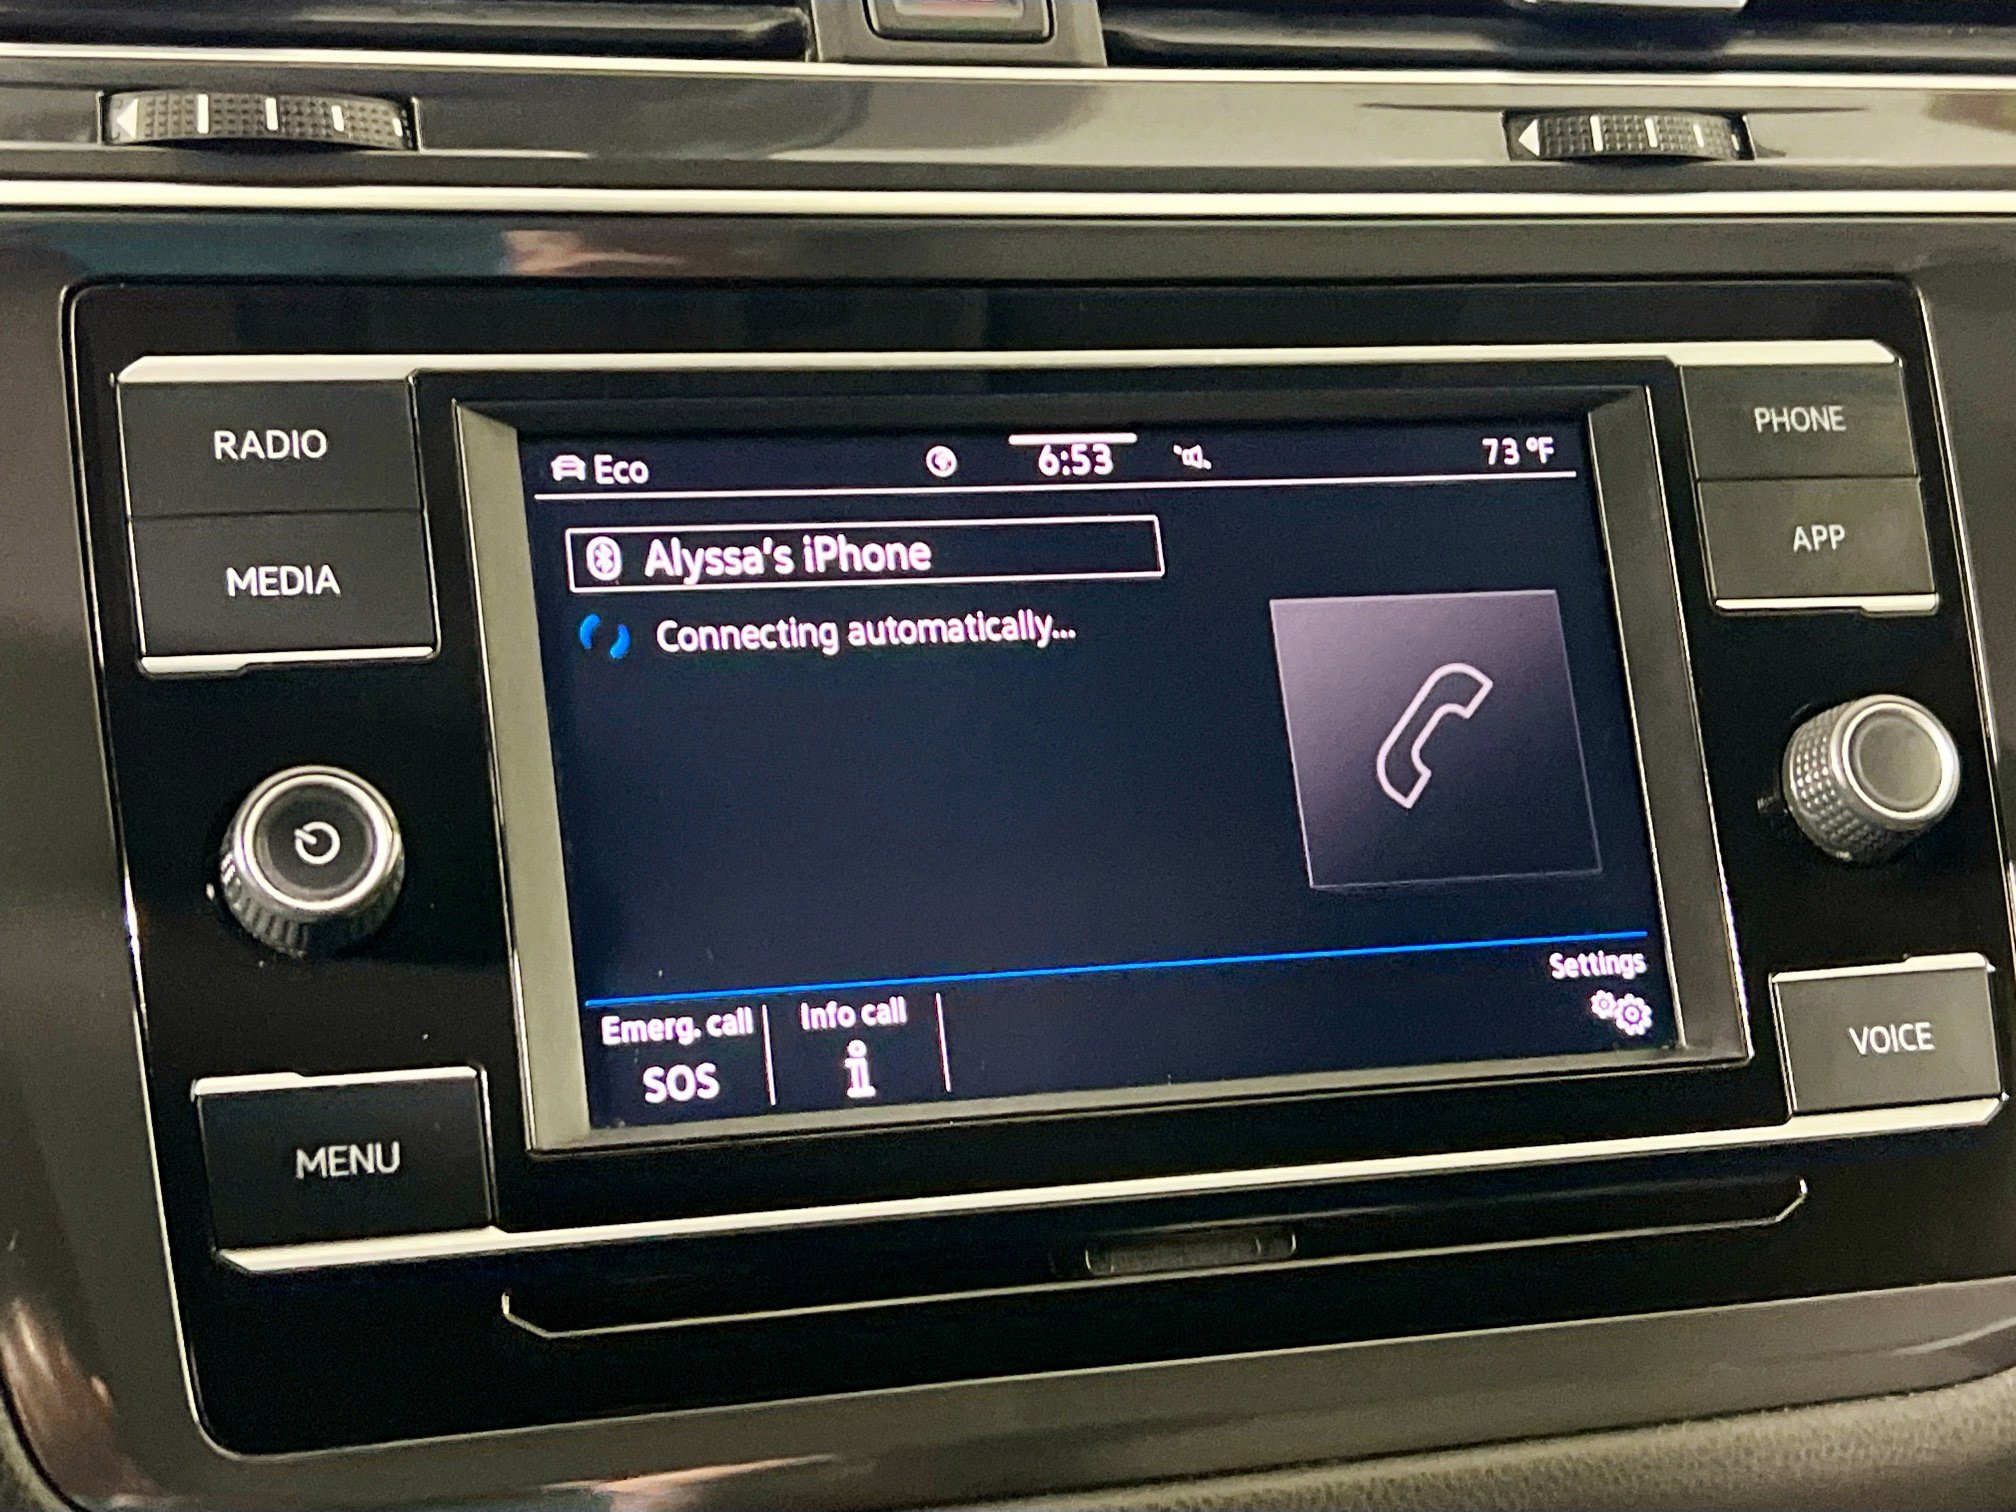 RADIO
MEDIA
MENU
Eco
6:53
73 °F
Alyssa's iPhone
Connecting automatically...
Settings
Emerg. call
SOS
Info call
i
PHONE
APP
VOICE